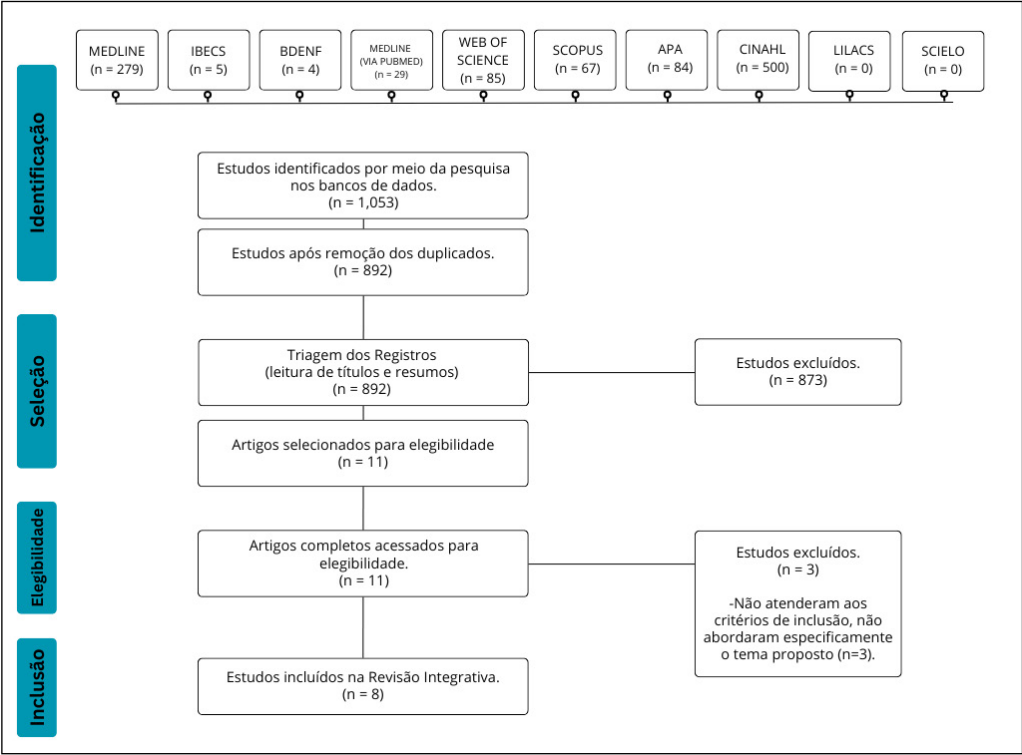 MEDLINE
(n = 279)
IBECS
(n = 5)
BDENF
(n = 4)
MEDLINE
(VIA PUBMED)
(n = 29)
WEB OF
SCIENCE
(n = 85)
SCOPUS
(n = 67)
APA
(n = 84)
CINAHL
(n = 500)
LILACS
(n = 0)
SCIELO
(n = 0)
Identificação
Estudos identificados por meio da pesquisa
nos bancos de dados.
(n = 1,053)
Estudos após remoção dos duplicados.
(n = 892)
Seleção
Triagem dos Registros
(leitura de títulos e resumos)
(n = 892)
Estudos excluídos.
(n = 873)
Artigos selecionados para elegibilidade
(n = 11)
Elegibilidade
Artigos completos acessados para
elegibilidade.
(n = 11)
Estudos excluídos.
(n = 3)
-Não atenderam aos
critérios de inclusão, não
abordaram especificamente
o tema proposto (n=3).
Inclusão
Estudos incluídos na Revisão Integrativa.
(n = 8)